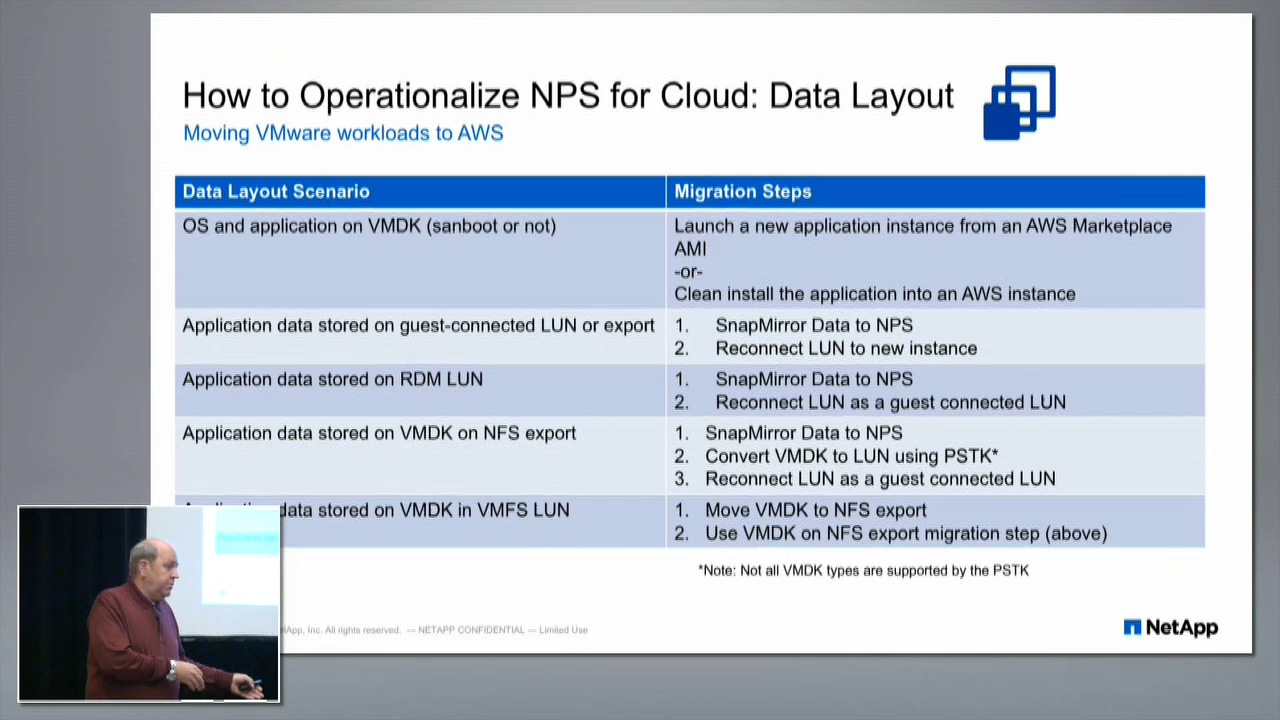 How to Operationalize NPS for Cloud: Data Layout
Moving VMware workloads to AWS
Data Layout Scenario
Migration Steps
OS and application on VMDK (sanboot or not)
Launch a new application instance from an AWS Marketplace
AMI
-or-
Clean install the application into an AWS instance
Application data stored on guest-connected LUN or export
1. SnapMirror Data to NPS
2. Reconnect LUN to new instance
Application data stored on RDM LUN
1. SnapMirror Data to NPS
2. Reconnect LUN as a guest connected LUN
Application data stored on VMDK on NFS export
1. SnapMirror Data to NPS
2. Convert VMDK to LUN using PSTK*
3. Reconnect LUN as a guest connected LUN
data stored on VMDK in VMFS LUN
1. Move VMDK to NFS export
2. Use VMDK on NFS export migration step (above)
*Note: Not all VMDK types are supported by the PSTK
Inc. All rights reserved. — NETAPP CONFIDENTIAL — Limited Use
NetApp